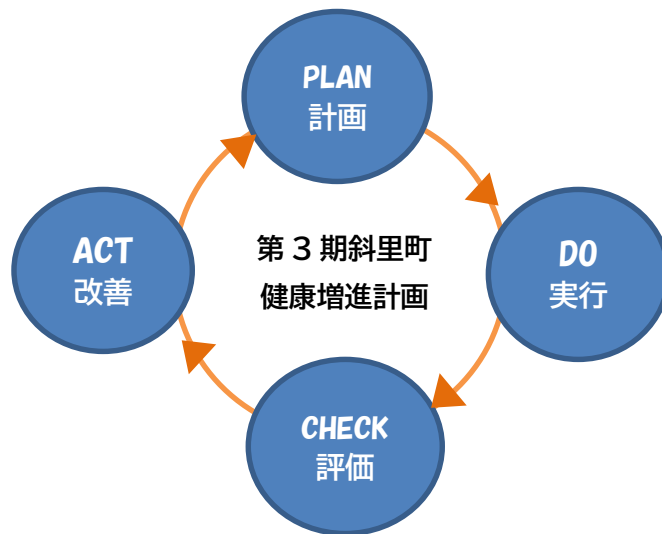 PLAN
計画
DO
実行
CHECK
評価
ACT
改善
第3期斜里町
健康増進計画